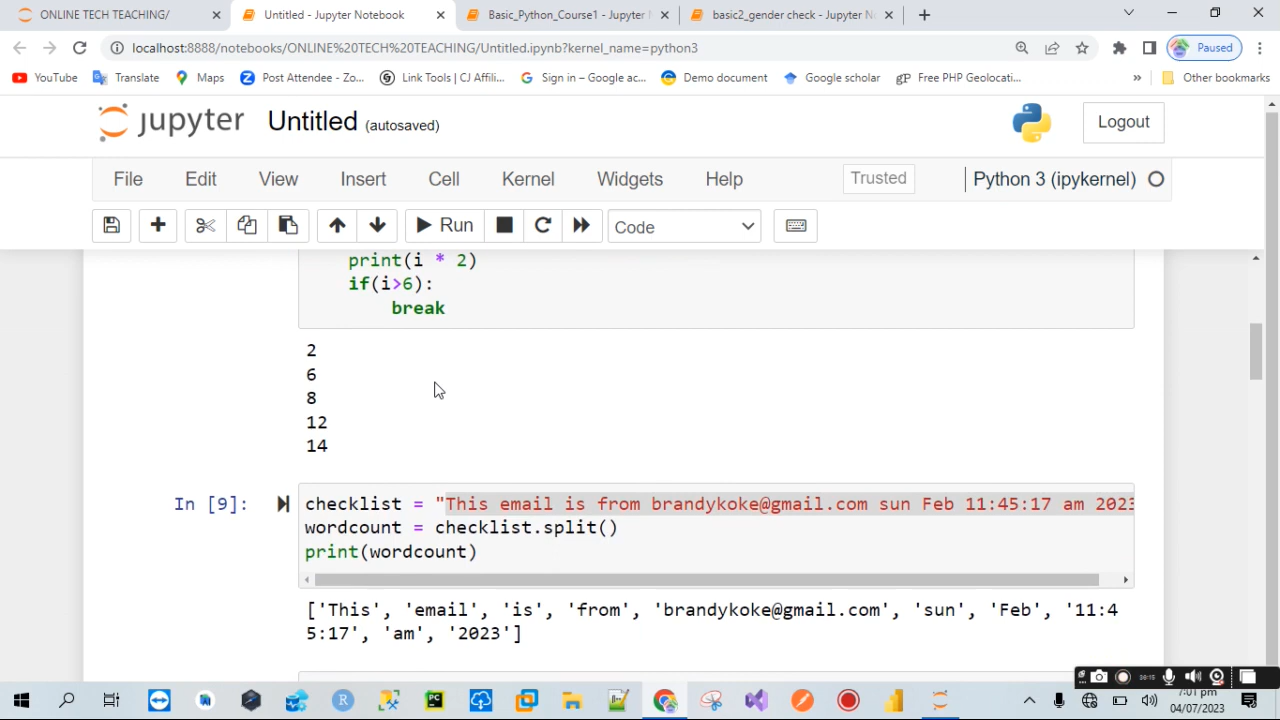 ONLINE TECH TEACHING/
Untitled - Jupyter Notebook
Basic_Python_Course1 - Jupyter N
basic2_gender check - Jupyter No
localhost:8888/notebooks/ONLINE%20TECH%20TEACHING/Untitled.ipynb?kernel_name=python3
Paused
YouTube
Translate
Maps
Post Attendee - Zo...
Link Tools | CJ Affili...
Sign in – Google ac...
Demo document
Google scholar
Free PHP Geolocati...
»
Other bookmarks
jupyter Untitled (autosaved)
Logout
File Edit View Insert Cell Kernel Widgets Help
Trusted
Python 3 (ipykernel)
Run
Code
print(i * 2)
if(i>6):
break
2
6
8
12
14
In [9]:
checklist = "This email is from brandykoke@gmail.com sun Feb 11:45:17 am 2023
wordcount = checklist.split()
print(wordcount)
['This', 'email', 'is', 'from', 'brandykoke@gmail.com', 'sun', 'Feb', '11:4
5:17', 'am', '2023']
7:01 pm
04/07/2023